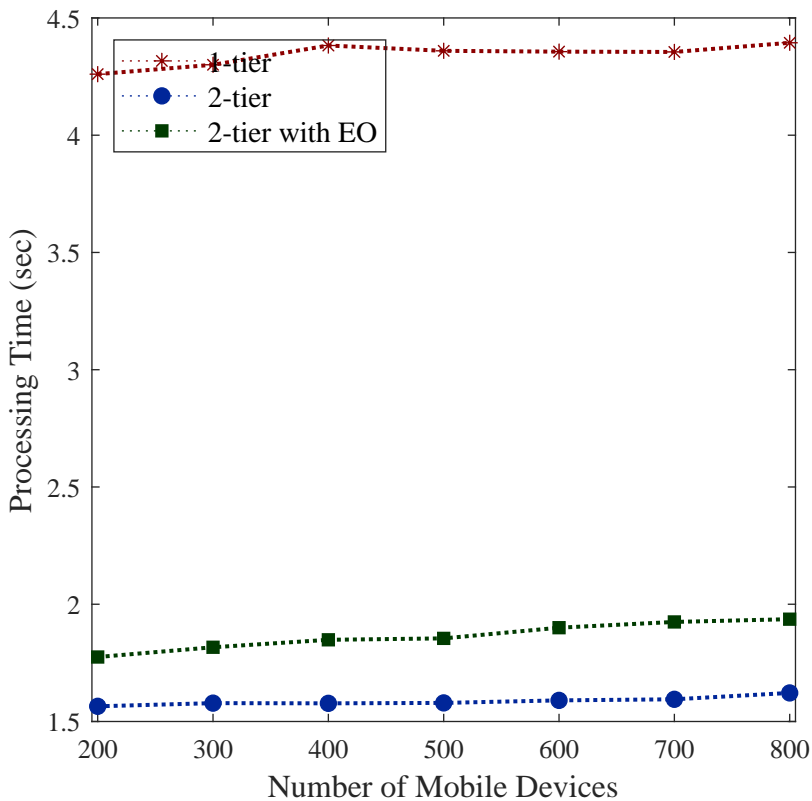 4.5
4
3.5
3
2.5
2
1.5
Processing Time (sec)
1-tier
2-tier
2-tier with EO
200 300 400 500 600 700 800
Number of Mobile Devices